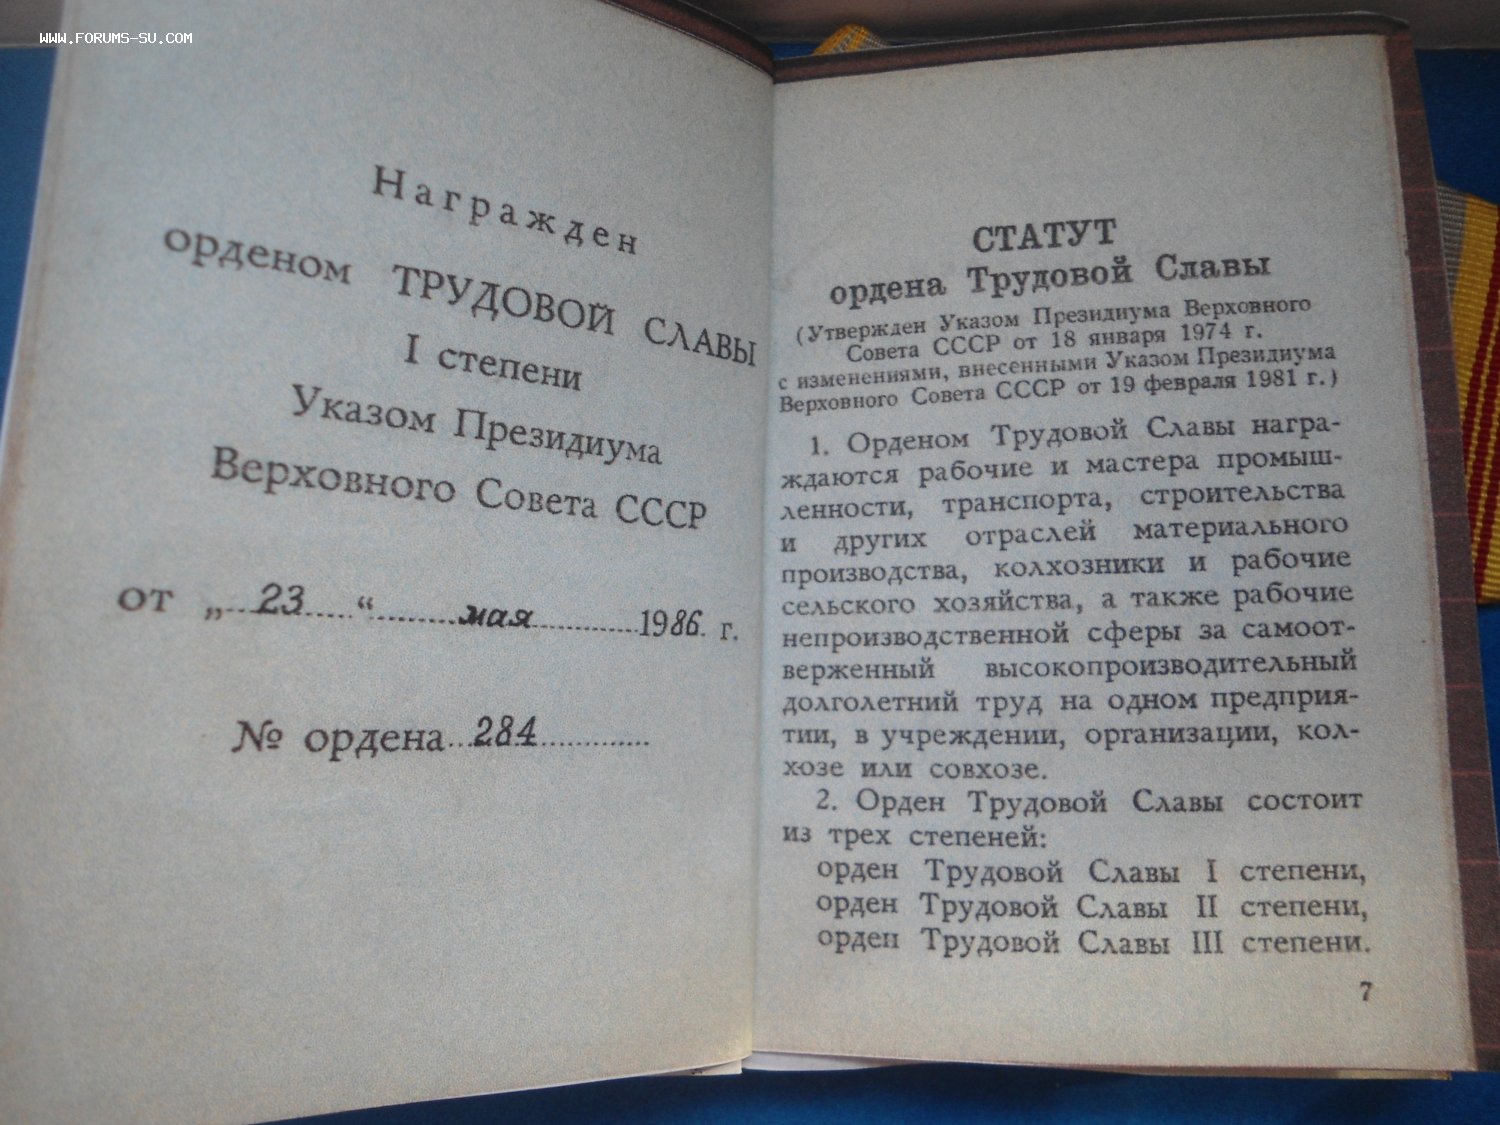 WWW.FORUMS-SU.COM
Награжден
орденом ТРУДОВОЙ СЛАВЫ
I степени
Указом Президиума
Верховного Совета СССР
от „ 23 “ мая 1986. г.
№ ордена 284
СТАТУТ
ордена Трудовой Славы
(Утвержден Указом Президиума Верховного
Совета СССР от 18 января 1974 г.
с изменениями, внесенными Указом Президиума
Верховного Совета СССР от 19 февраля 1981 г.)
1. Орденом Трудовой Славы награ-
ждаются рабочие и мастера промыш-
ленности, транспорта, строительства
и других отраслей материального
производства, колхозники и рабочие
сельского хозяйства, а также рабочие
непроизводственной сферы за самоот-
верженный высокопроизводительный
долголетний труд на одном предприя-
тии, в учреждении, организации, кол-
хозе или совхозе.
2. Орден Трудовой Славы состоит
из трех степеней:
орден Трудовой Славы I степени,
орден Трудовой Славы II степени,
орден Трудовой Славы III степени.
7